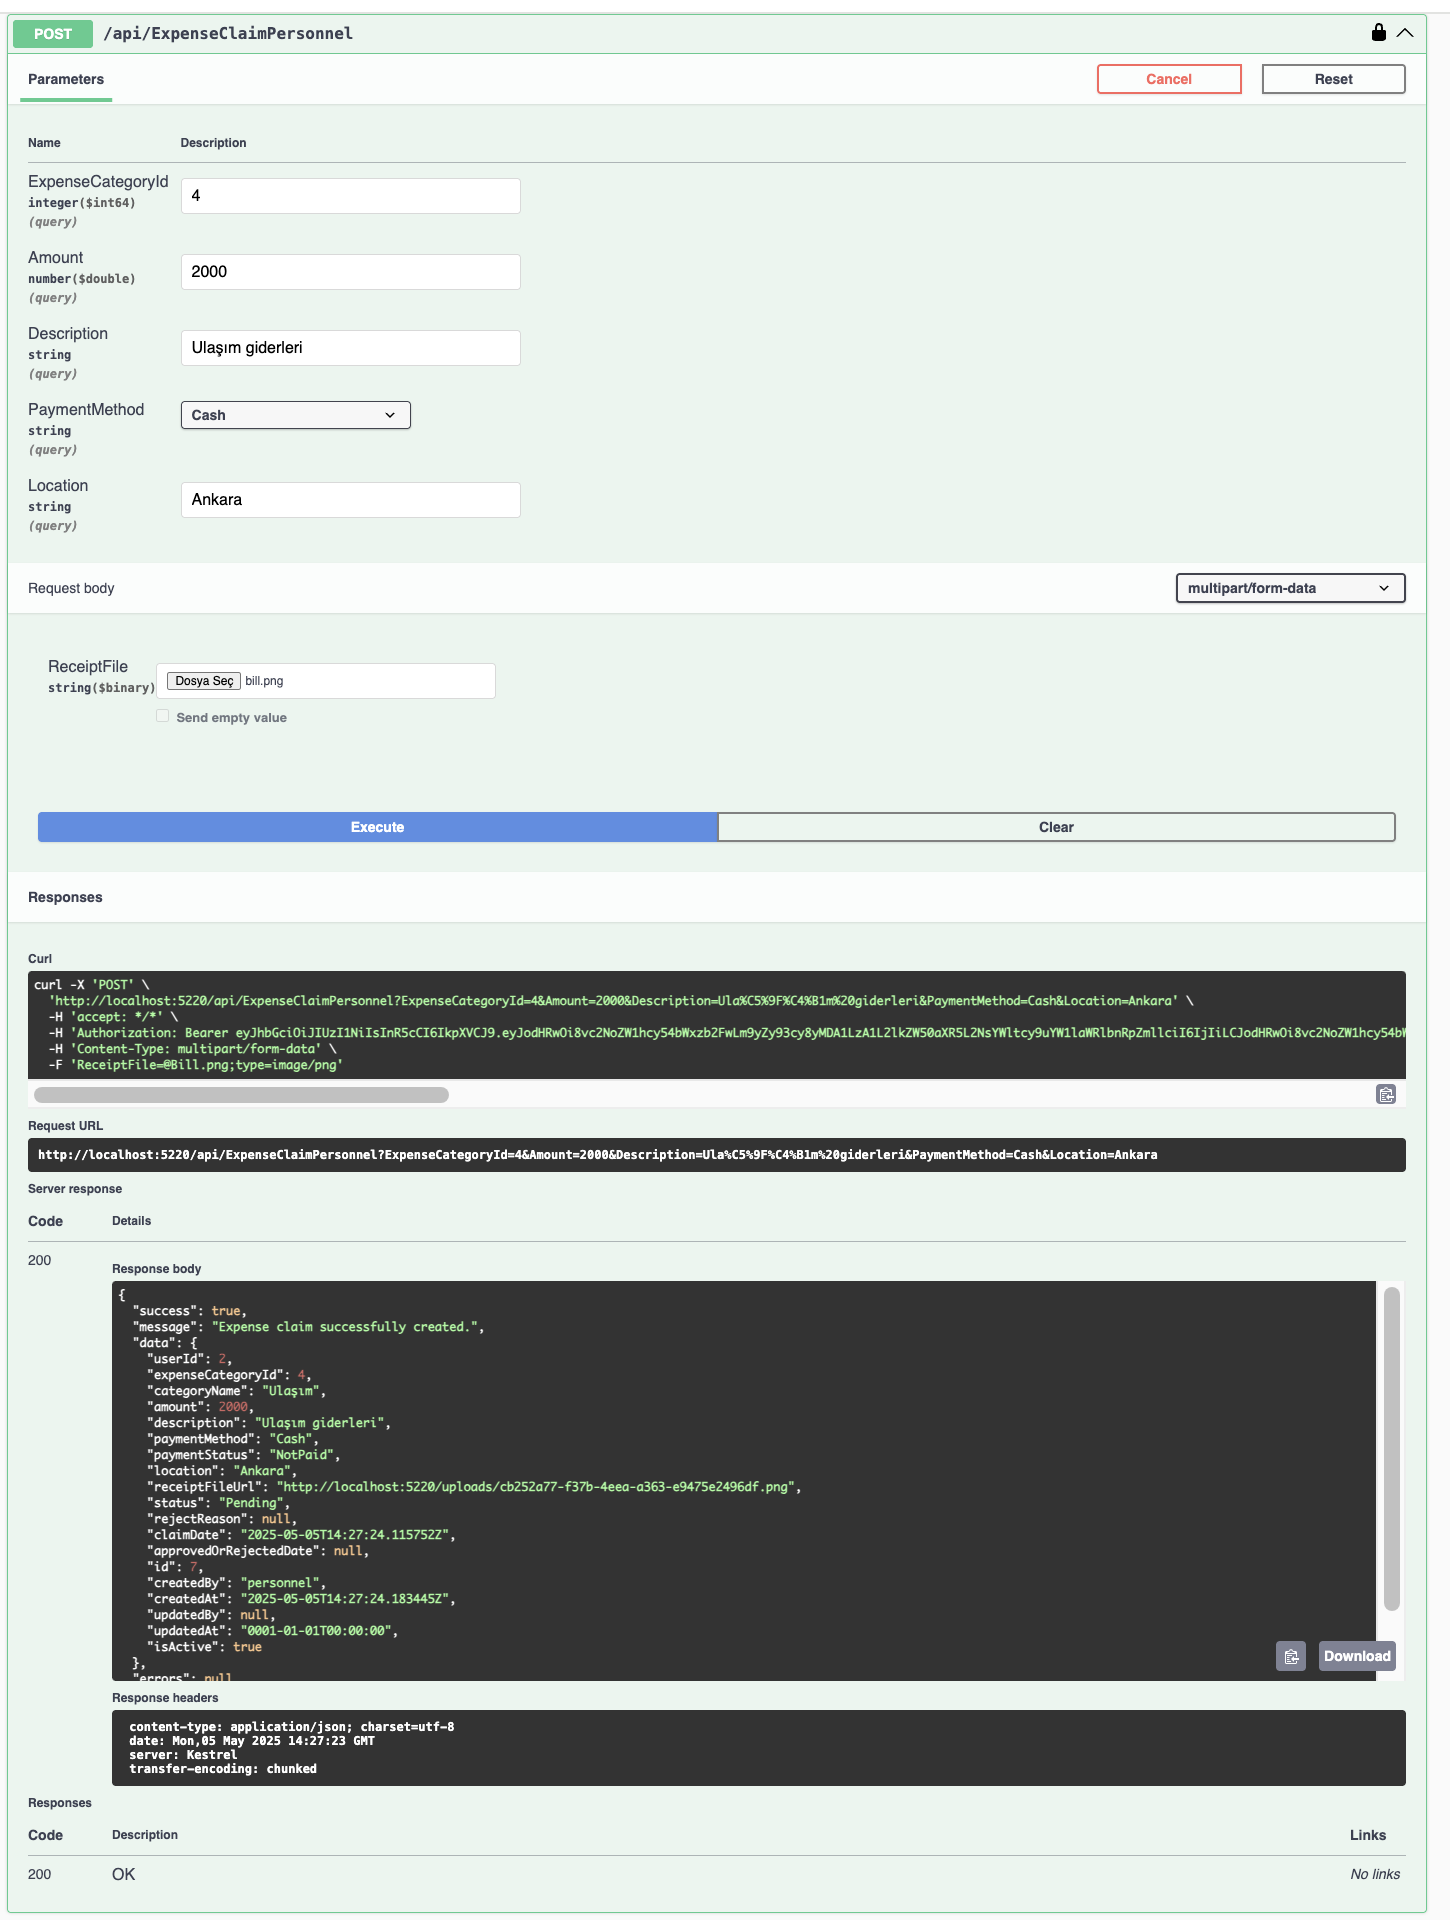 POST /api/ExpenseClaimPersonnel
Parameters Cancel Reset
Name Description
ExpenseCategoryId
integer($int64)
(query)
4
Amount
number($double)
(query)
2000
Description
string
(query)
Ulaşım giderleri
PaymentMethod
string
(query)
Cash
Location
string
(query)
Ankara
Request body multipart/form-data
ReceiptFile
string($binary)
Dosya Seç bill.png
Send empty value
Execute Clear
Responses
Curl
curl -X 'POST' \
'http://localhost:5220/api/ExpenseClaimPersonnel?ExpenseCategoryId=4&Amount=2000&Description=Ula%C5%9F%C4%B1m%20giderleri&PaymentMethod=Cash&Location=Ankara' \
-H 'accept: */*' \
-H 'Authorization: Bearer
-H 'Content-Type: multipart/form-data' \
-F 'ReceiptFile=@Bill.png;type=image/png'
Request URL
http://localhost:5220/api/ExpenseClaimPersonnel?ExpenseCategoryId=4&Amount=2000&Description=Ula%C5%9F%C4%B1m%20giderleri&PaymentMethod=Cash&Location=Ankara
Server response
Code Details
200
Response body
{
"success": true,
"message": "Expense claim successfully created.",
"data": {
"userId": 2,
"expenseCategoryId": 4,
"categoryName": "Ulaşım",
"amount": 2000,
"description": "Ulaşım giderleri",
"paymentMethod": "Cash",
"paymentStatus": "NotPaid",
"location": "Ankara",
"receiptFileUrl": "http://localhost:5220/uploads/cb252a77-f37b-4eea-a363-e9475e2496df.png",
"status": "Pending",
"rejectReason": null,
"claimDate": "2025-05-05T14:27:24.115752Z",
"approvedOrRejectedDate": null,
"id": 7,
"createdBy": "personnel",
"createdAt": "2025-05-05T14:27:24.183445Z",
"updatedBy": null,
"updatedAt": "0001-01-01T00:00:00",
"isActive": true
},
"errors": null
Download
Response headers
content-type: application/json; charset=utf-8
date: Mon,05 May 2025 14:27:23 GMT
server: Kestrel
transfer-encoding: chunked
Responses
Code Description Links
200 OK No links